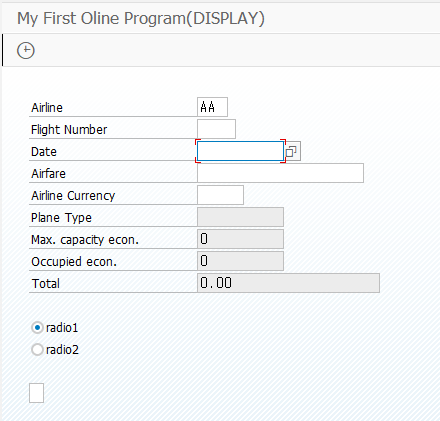 My First Oline Program(DISPLAY)
Airline AA
Flight Number
Date
Airfare
Airline Currency
Plane Type
Max. capacity econ. 0
Occupied econ. 0
Total 0.00
radio1
radio2